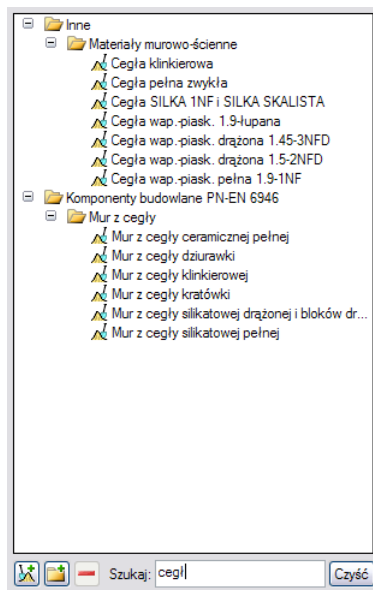 Inne
Materiały murowo-ścienne
Cegła klinkierowa
Cegła pełna zwykła
Cegła SILKA 1NF i SILKA SKALISTA
Cegła wap.-piask. 1.9-łupana
Cegła wap.-piask. drążona 1.45-3NFD
Cegła wap.-piask. drążona 1.5-2NFD
Cegła wap.-piask. pełna 1.9-1NF
Komponenty budowlane PN-EN 6946
Mur z cegły
Mur z cegły ceramicznej pełnej
Mur z cegły dziurawki
Mur z cegły klinkierowej
Mur z cegły kratówki
Mur z cegły silikatowej drążonej i bloków dr...
Mur z cegły silikatowej pełnej
Szukaj: cegł Czyść